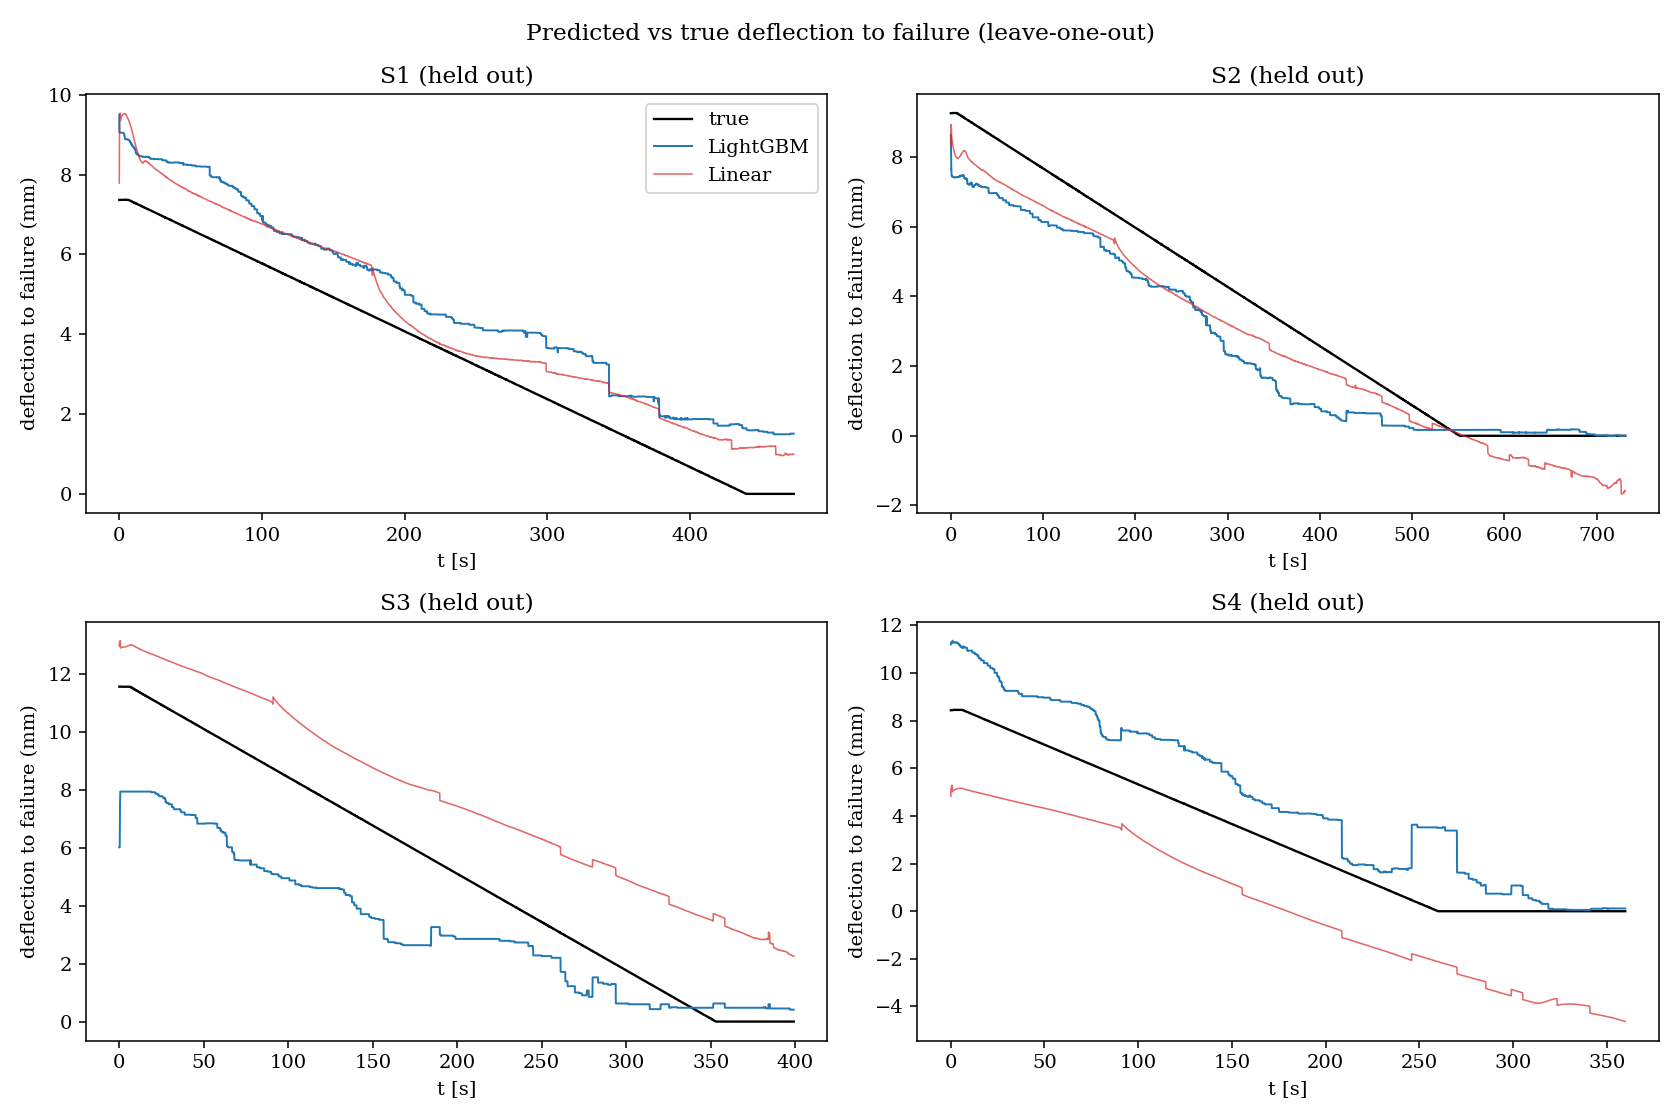 Predicted vs true deflection to failure (leave-one-out)
S1 (held out)
deflection to failure (mm)
10
8
6
4
2
0
true
LightGBM
Linear
0 100 200 300 400
t [s]
S2 (held out)
deflection to failure (mm)
8
6
4
2
0
−2
0 100 200 300 400 500 600 700
t [s]
S3 (held out)
deflection to failure (mm)
12
10
8
6
4
2
0
0 50 100 150 200 250 300 350 400
t [s]
S4 (held out)
deflection to failure (mm)
12
10
8
6
4
2
0
−2
−4
0 50 100 150 200 250 300 350
t [s]